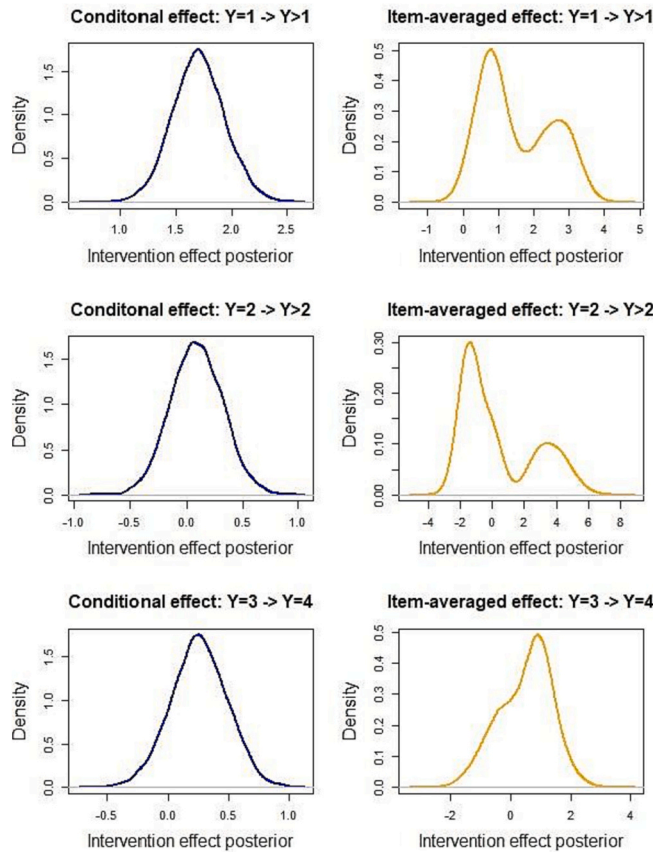 Conditonal effect: Y=1 -> Y>1
Density
0.0 0.5 1.0 1.5
1.0 1.5 2.0 2.5
Intervention effect posterior
Item-averaged effect: Y=1 -> Y>1
Density
0.0 0.1 0.2 0.3 0.4 0.5
-1 0 1 2 3 4 5
Intervention effect posterior
Conditonal effect: Y=2 -> Y>2
Density
0.0 0.5 1.0 1.5
-1.0 -0.5 0.0 0.5 1.0
Intervention effect posterior
Item-averaged effect: Y=2 -> Y>2
Density
0.00 0.10 0.20 0.30
-4 -2 0 2 4 6 8
Intervention effect posterior
Conditional effect: Y=3 -> Y=4
Density
0.0 0.5 1.0 1.5
-0.5 0.0 0.5 1.0
Intervention effect posterior
Item-averaged effect: Y=3 -> Y=4
Density
0.0 0.1 0.2 0.3 0.4 0.5
-2 0 2 4
Intervention effect posterior